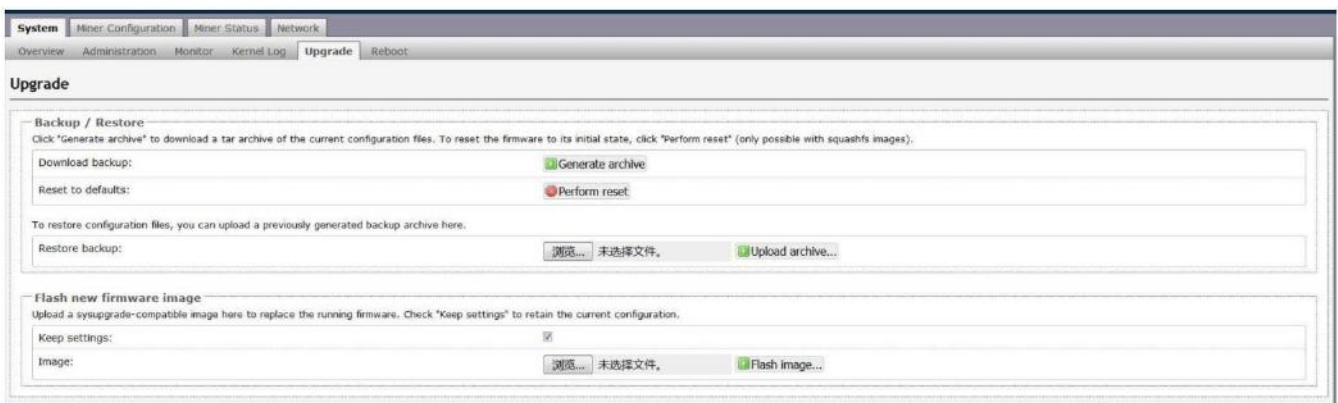 System Miner Configuration Miner Status Network
Overview Administration Monitor Kernel Log Upgrade Reboot
Upgrade
Backup / Restore
Click "Generate archive" to download a tar archive of the current configuration files. To reset the firmware to its initial state, click "Perform reset" (only possible with squashfs images).
Download backup: Generate archive
Reset to defaults: Perform reset
To restore configuration files, you can upload a previously generated backup archive here.
Restore backup: 浏览... 未选择文件。 Upload archive...
Flash new firmware image
Upload a sysupgrade-compatible image here to replace the running firmware. Check "Keep settings" to retain the current configuration.
Keep settings:
Image: 浏览... 未选择文件。 Flash image...